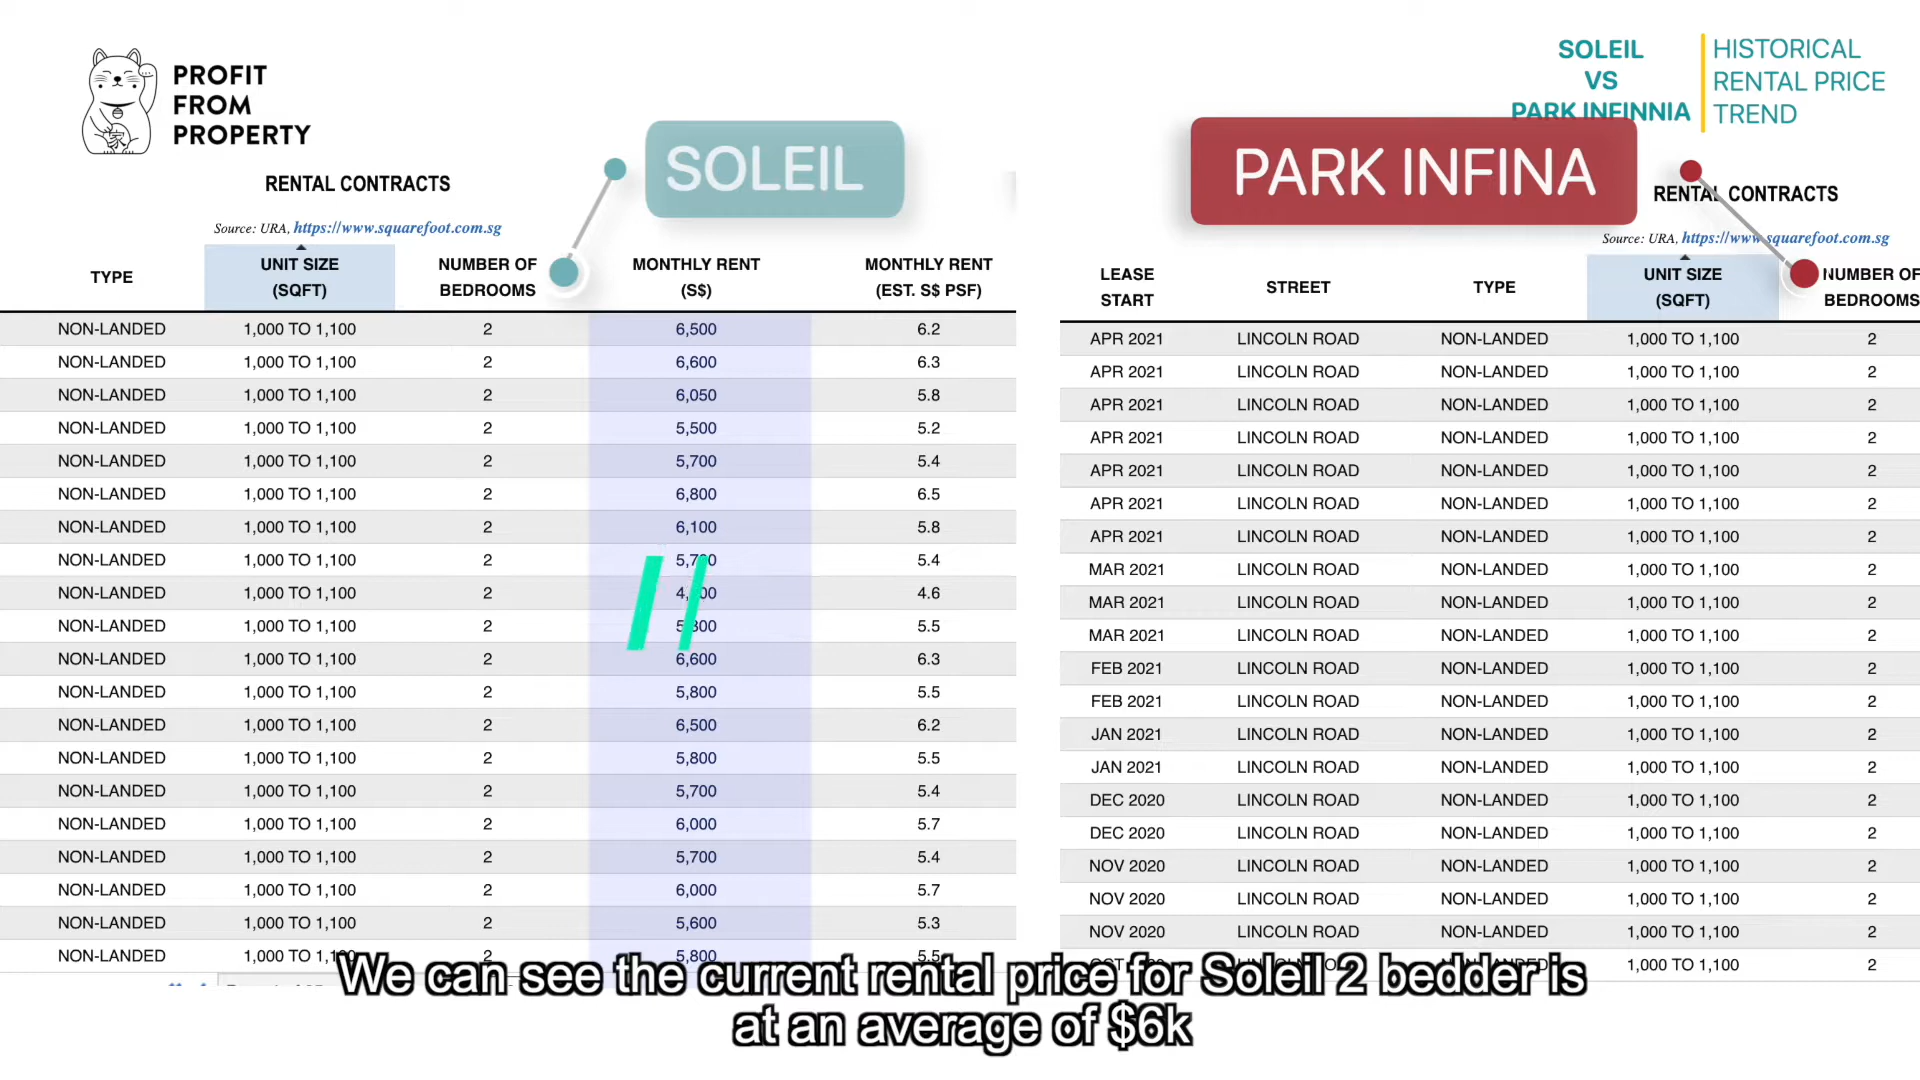 PROFIT
FROM
PROPERTY
家
SOLEIL
VS
PARK INFINNIA
HISTORICAL
RENTAL PRICE
TREND
SOLEIL
PARK INFINA
RENTAL CONTRACTS
Source: URA, https://www.squarefoot.com.sg
TYPE UNIT SIZE (SQFT) NUMBER OF BEDROOMS MONTHLY RENT (S$) MONTHLY RENT (EST. S$ PSF)
NON-LANDED 1,000 TO 1,100 2 6,500 6.2
NON-LANDED 1,000 TO 1,100 2 6,600 6.3
NON-LANDED 1,000 TO 1,100 2 6,050 5.8
NON-LANDED 1,000 TO 1,100 2 5,500 5.2
NON-LANDED 1,000 TO 1,100 2 5,700 5.4
NON-LANDED 1,000 TO 1,100 2 6,800 6.5
NON-LANDED 1,000 TO 1,100 2 6,100 5.8
NON-LANDED 1,000 TO 1,100 2 5.4
NON-LANDED 1,000 TO 1,100 2 4.6
NON-LANDED 1,000 TO 1,100 2 5.5
NON-LANDED 1,000 TO 1,100 2 6,600 6.3
NON-LANDED 1,000 TO 1,100 2 5,800 5.5
NON-LANDED 1,000 TO 1,100 2 6,500 6.2
NON-LANDED 1,000 TO 1,100 2 5,800 5.5
NON-LANDED 1,000 TO 1,100 2 5,700 5.4
NON-LANDED 1,000 TO 1,100 2 6,000 5.7
NON-LANDED 1,000 TO 1,100 2 5,700 5.4
NON-LANDED 1,000 TO 1,100 2 6,000 5.7
NON-LANDED 1,000 TO 1,100 2 5,600 5.3
NON-LANDED 1,000 TO 1,100 2 5,800 5.5
RENTAL CONTRACTS
Source: URA, https://www.squarefoot.com.sg
LEASE START STREET TYPE UNIT SIZE (SQFT) NUMBER OF BEDROOMS
APR 2021 LINCOLN ROAD NON-LANDED 1,000 TO 1,100 2
APR 2021 LINCOLN ROAD NON-LANDED 1,000 TO 1,100 2
APR 2021 LINCOLN ROAD NON-LANDED 1,000 TO 1,100 2
APR 2021 LINCOLN ROAD NON-LANDED 1,000 TO 1,100 2
APR 2021 LINCOLN ROAD NON-LANDED 1,000 TO 1,100 2
APR 2021 LINCOLN ROAD NON-LANDED 1,000 TO 1,100 2
APR 2021 LINCOLN ROAD NON-LANDED 1,000 TO 1,100 2
MAR 2021 LINCOLN ROAD NON-LANDED 1,000 TO 1,100 2
MAR 2021 LINCOLN ROAD NON-LANDED 1,000 TO 1,100 2
MAR 2021 LINCOLN ROAD NON-LANDED 1,000 TO 1,100 2
FEB 2021 LINCOLN ROAD NON-LANDED 1,000 TO 1,100 2
FEB 2021 LINCOLN ROAD NON-LANDED 1,000 TO 1,100 2
JAN 2021 LINCOLN ROAD NON-LANDED 1,000 TO 1,100 2
JAN 2021 LINCOLN ROAD NON-LANDED 1,000 TO 1,100 2
DEC 2020 LINCOLN ROAD NON-LANDED 1,000 TO 1,100 2
DEC 2020 LINCOLN ROAD NON-LANDED 1,000 TO 1,100 2
NOV 2020 LINCOLN ROAD NON-LANDED 1,000 TO 1,100 2
NOV 2020 LINCOLN ROAD NON-LANDED 1,000 TO 1,100 2
NOV 2020 LINCOLN ROAD NON-LANDED 1,000 TO 1,100 2
1,000 TO 1,100 2
We can see the current rental price for Soleil 2 bedder is
at an average of $6k